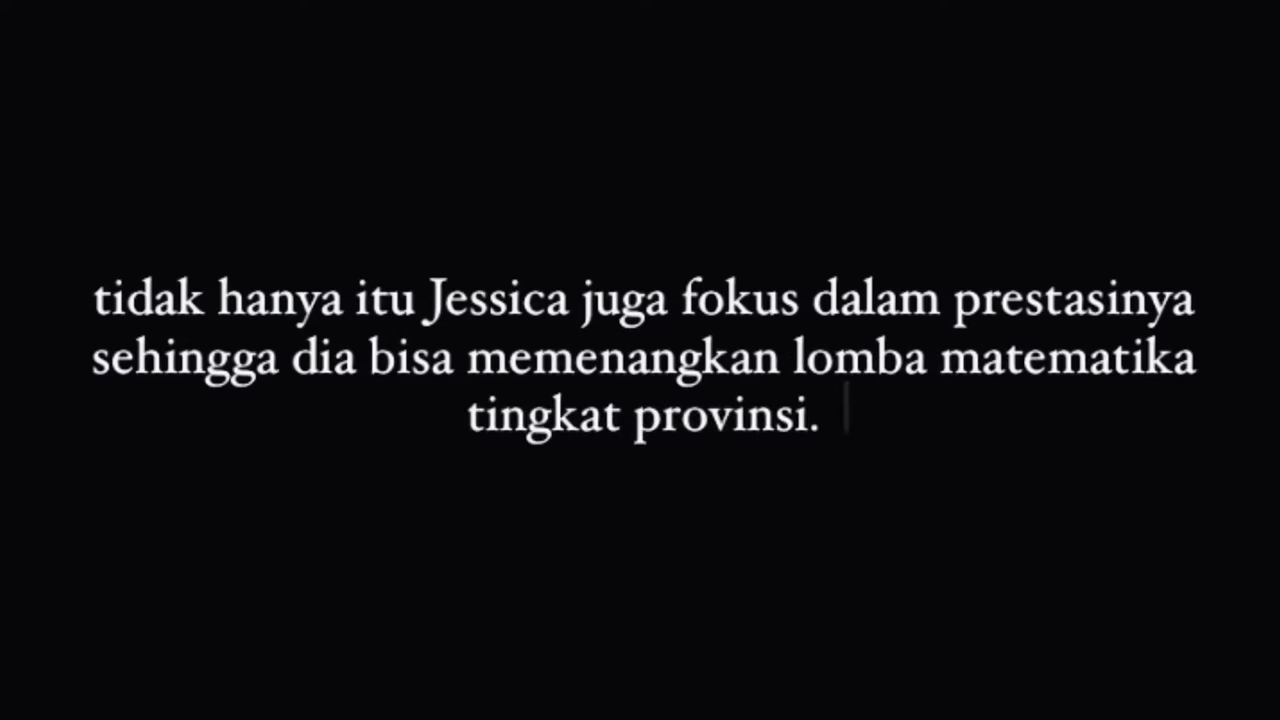 tidak hanya itu Jessica juga fokus dalam prestasinya
sehingga dia bisa memenangkan lomba matematika
tingkat provinsi.